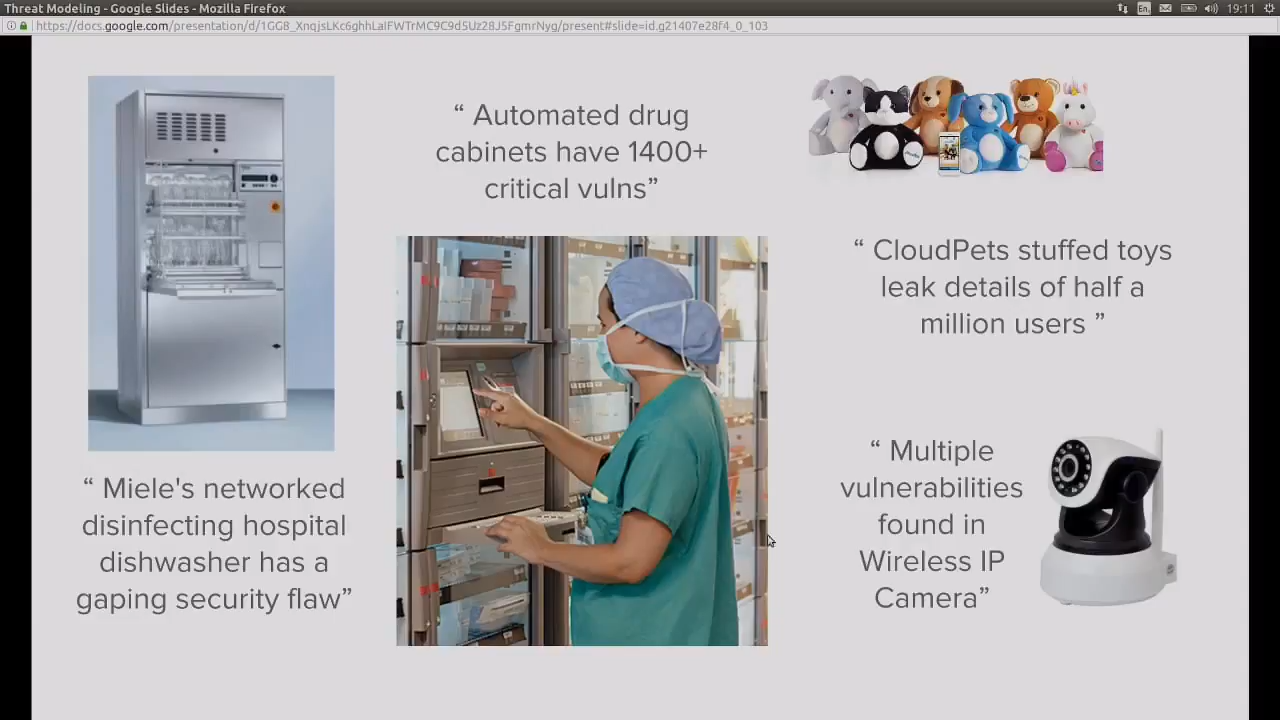 Threat Modeling - Google Slides - Mozilla Firefox
En
19:11
https://docs.google.com/presentation/d/1GG8_XnqjsLKc6ghhLaIFWTrMC9C9d5Uz28J5FgmrNyg/present#slide=id.g21407e28f4_0_103
“ Automated drug
cabinets have 1400+
critical vulns”
“ CloudPets stuffed toys
leak details of half a
million users ”
“ Miele's networked
disinfecting hospital
dishwasher has a
gaping security flaw”
“ Multiple
vulnerabilities
found in
Wireless IP
Camera”